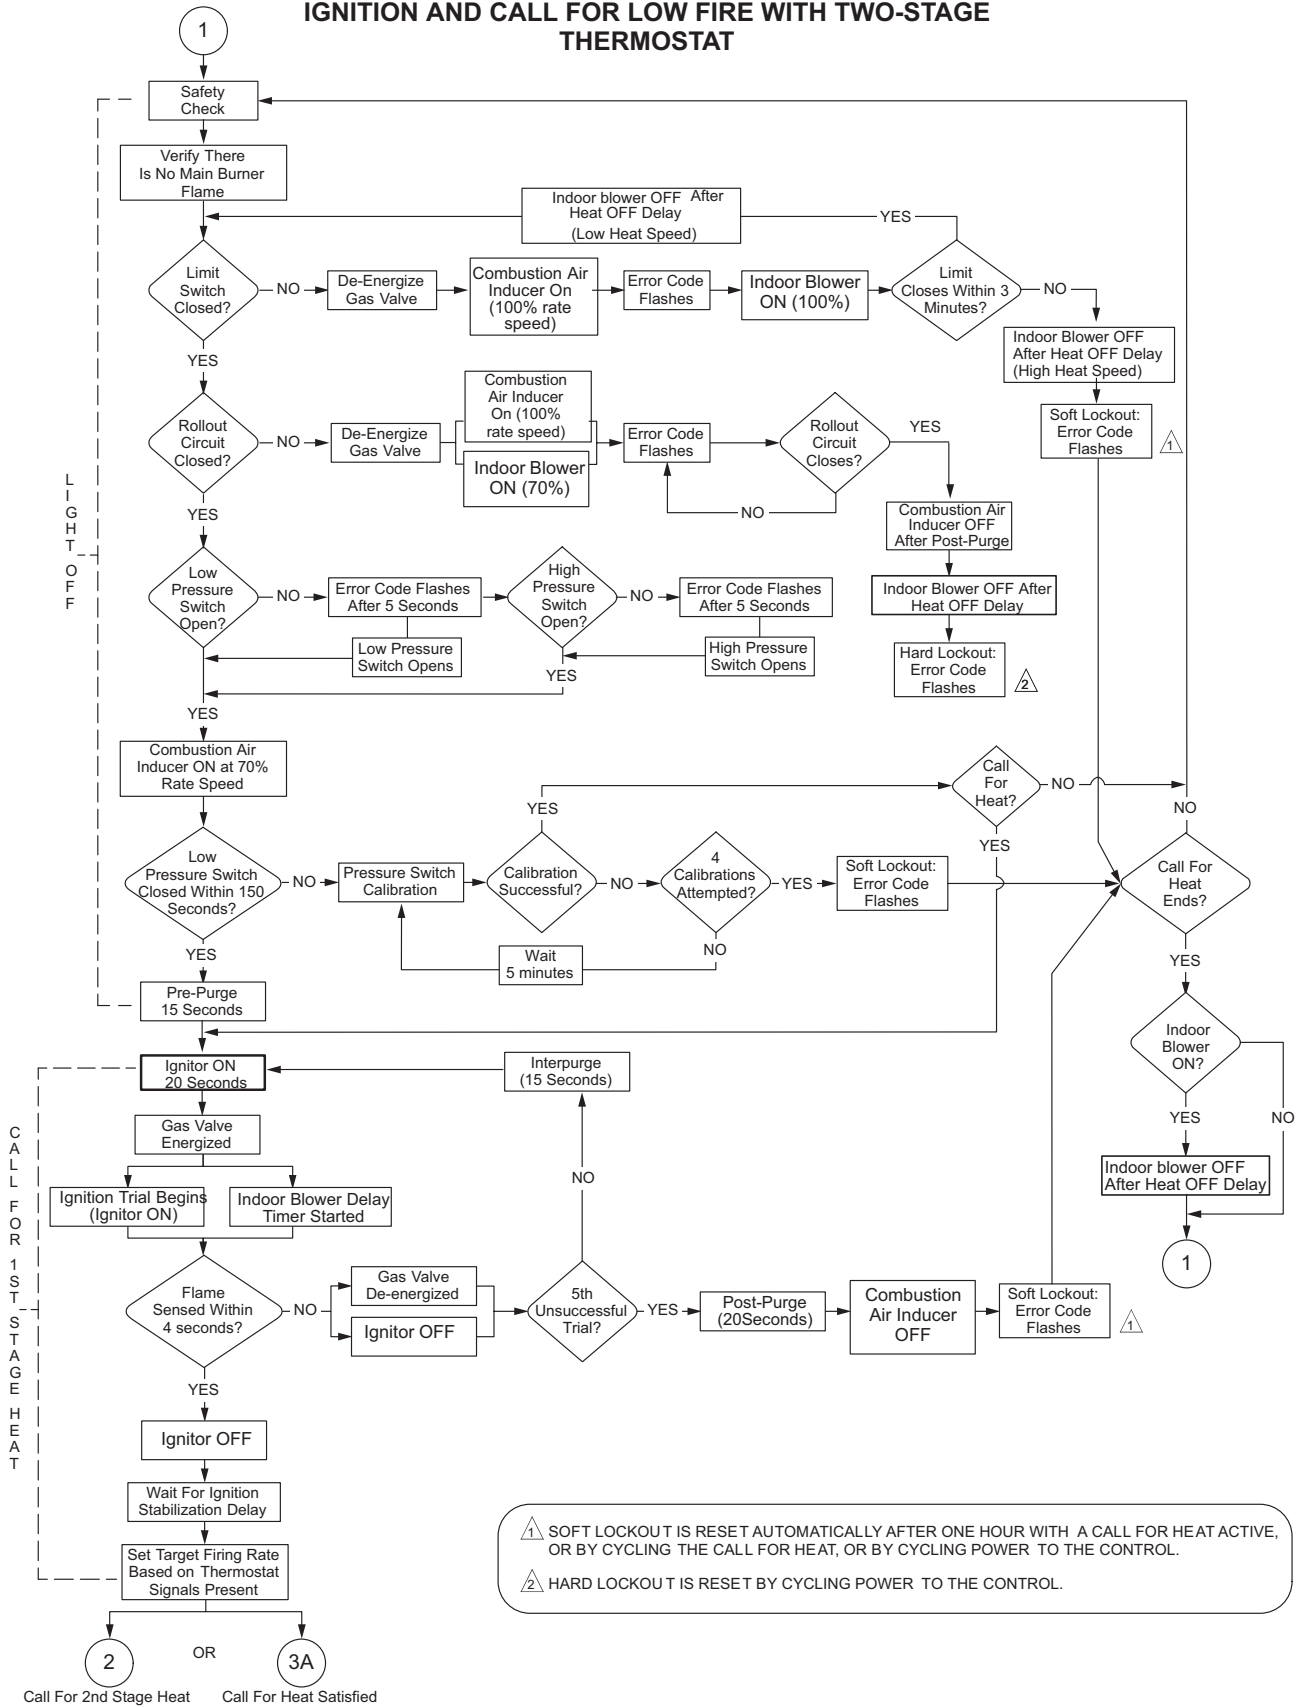 IGNITION AND CALL FOR LOW FIRE WITH TWO-STAGE
THERMOSTAT
1
Safety
Check
Verify There
Is No Main Burner
Flame
Indoor blower OFF After
Heat OFF Delay
(Low Heat Speed)
YES
Limit
Switch
Closed?
NO
De-Energize
Gas Valve
Combustion Air
Inducer On
(100% rate
speed)
Error Code
Flashes
Indoor Blower
ON (100%)
Limit
Closes Within 3
Minutes?
NO
Indoor Blower OFF
After Heat OFF Delay
(High Heat Speed)
Soft Lockout:
Error Code
Flashes
1
YES
Rollout
Circuit
Closed?
NO
De-Energize
Gas Valve
Combustion
Air Inducer
On (100%
rate speed)
Indoor Blower
ON (70%)
Error Code
Flashes
Rollout
Circuit
Closes?
YES
NO
Combustion Air
Inducer OFF
After Post-Purge
Indoor Blower OFF After
Heat OFF Delay
Hard Lockout:
Error Code
Flashes
2
LIGHT OFF
YES
Low
Pressure
Switch
Open?
NO
Error Code Flashes
After 5 Seconds
Low Pressure
Switch Opens
High
Pressure
Switch
Open?
NO
Error Code Flashes
After 5 Seconds
High Pressure
Switch Opens
YES
YES
Combustion Air
Inducer ON at 70%
Rate Speed
Call
For
Heat?
NO
YES
YES
NO
Low
Pressure Switch
Closed Within 150
Seconds?
NO
Pressure Switch
Calibration
Calibration
Successful?
NO
4
Calibrations
Attempted?
YES
Soft Lockout:
Error Code
Flashes
Call For
Heat
Ends?
NO
Wait
5 minutes
YES
YES
Pre-Purge
15 Seconds
Indoor
Blower
ON?
YES
NO
Indoor blower OFF
After Heat OFF Delay
1
Ignitor ON
20 Seconds
Interpurge
(15 Seconds)
Gas Valve
Energized
CALL FOR 1ST STAGE HEAT
Ignition Trial Begins
(Ignitor ON)
Indoor Blower Delay
Timer Started
NO
Flame
Sensed Within
4 seconds?
NO
Gas Valve
De-energized
Ignitor OFF
5th
Unsuccessful
Trial?
YES
Post-Purge
(20Seconds)
Combustion
Air Inducer
OFF
Soft Lockout:
Error Code
Flashes
1
YES
Ignitor OFF
Wait For Ignition
Stabilization Delay
Set Target Firing Rate
Based on Thermostat
Signals Present
1 SOFT LOCKOUT IS RESET AUTOMATICALLY AFTER ONE HOUR WITH A CALL FOR HEAT ACTIVE,
OR BY CYCLING THE CALL FOR HEAT, OR BY CYCLING POWER TO THE CONTROL.
2 HARD LOCKOUT IS RESET BY CYCLING POWER TO THE CONTROL.
2
OR
3A
Call For 2nd Stage Heat
Call For Heat Satisfied